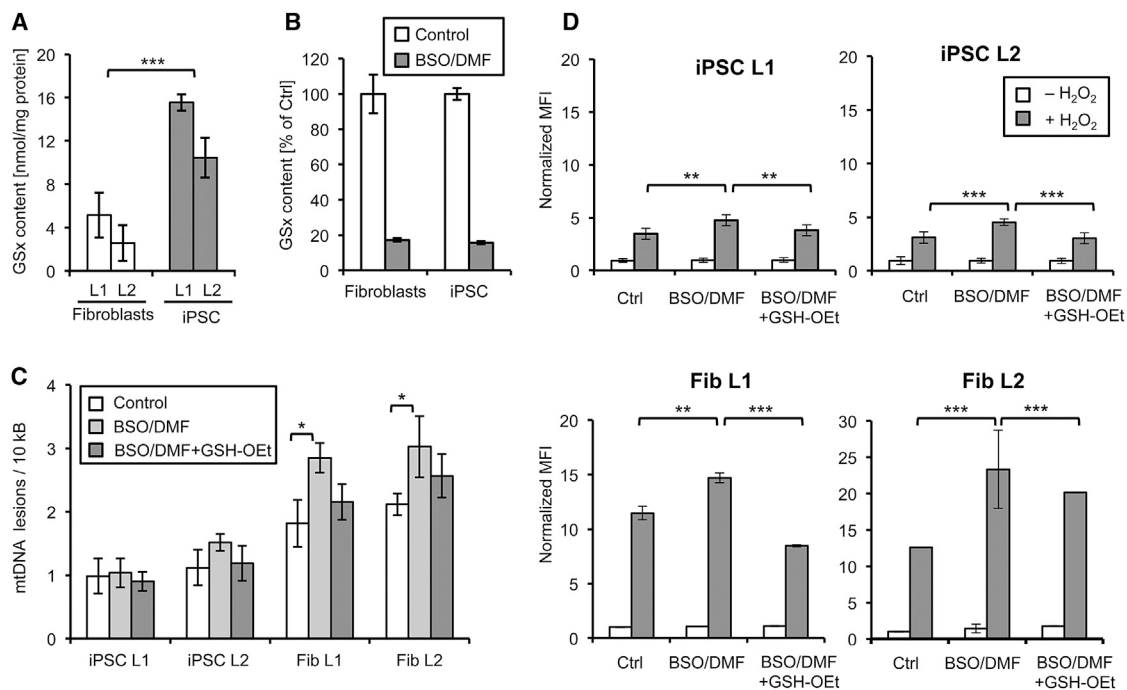 A
GSx content [nmol/mg protein]
20
16
12
8
4
0
***
L1 L2 L1 L2
Fibroblasts iPSC
B
Control
BSO/DMF
GSx content [% of Ctrl]
120
100
80
60
40
20
0
Fibroblasts iPSC
C
mtDNA lesions / 10 kB
4
3
2
1
0
Control
BSO/DMF
BSO/DMF+GSH-OEt
*
*
iPSC L1 iPSC L2 Fib L1 Fib L2
D
iPSC L1
Normalized MFI
20
15
10
5
0
** **
Ctrl BSO/DMF BSO/DMF
+GSH-OEt
iPSC L2
– H2O2
+ H2O2
20
15
10
5
0
*** ***
Ctrl BSO/DMF BSO/DMF
+GSH-OEt
Fib L1
Normalized MFI
20
15
10
5
0
** ***
Ctrl BSO/DMF BSO/DMF
+GSH-OEt
Fib L2
30
25
20
15
10
5
0
*** ***
Ctrl BSO/DMF BSO/DMF
+GSH-OEt